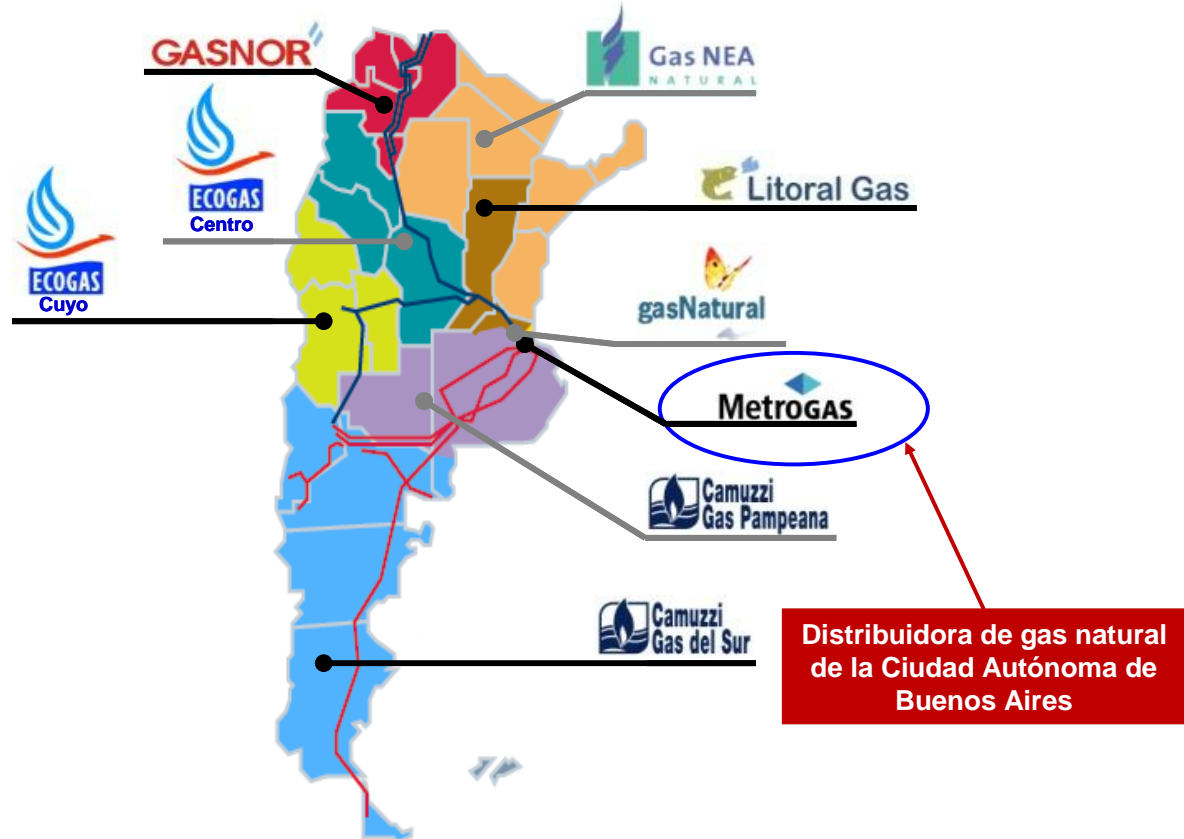 GASNOR
Gas NEA
NATURAL
ECOGAS
Centro
Litoral Gas
ECOGAS
Cuyo
gasNatural
METROGAS
Camuzzi
Gas Pampeana
Camuzzi
Gas del Sur
Distribuidora de gas natural
de la Ciudad Autónoma de
Buenos Aires